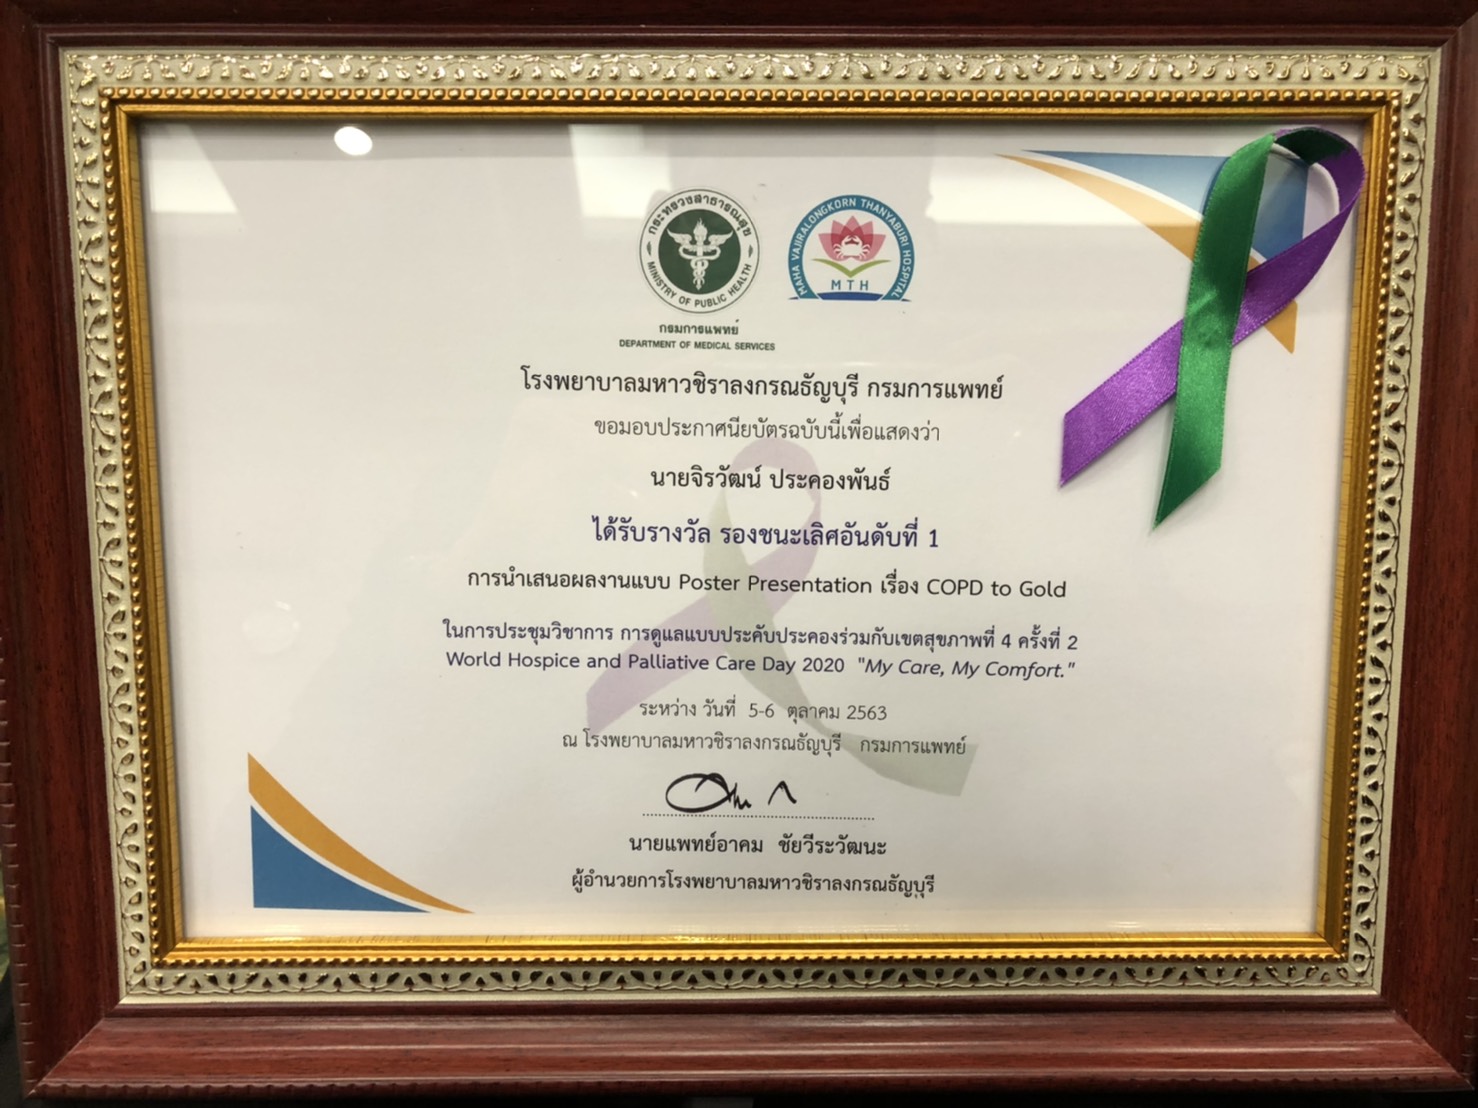 กระทรวงสาธารณสุข
MINISTRY OF PUBLIC HEALTH
กรมการแพทย์
DEPARTMENT OF MEDICAL SERVICES
MAHA VAJIRALONGKORN THANYABURI HOSPITAL
MTH
โรงพยาบาลมหาวชิราลงกรณธัญบุรี กรมการแพทย์
ขอมอบประกาศนียบัตรฉบับนี้เพื่อแสดงว่า
นายจิรวัฒน์ ประคองพันธ์
ได้รับรางวัล รองชนะเลิศอันดับที่ 1
การนำเสนอผลงานแบบ Poster Presentation เรื่อง COPD to Gold
ในการประชุมวิชาการ การดูแลแบบประคับประคองร่วมกับเขตสุขภาพที่ 4 ครั้งที่ 2
World Hospice and Palliative Care Day 2020 "My Care, My Comfort."
ระหว่าง วันที่ 5-6 ตุลาคม 2563
ณ โรงพยาบาลมหาวชิราลงกรณธัญบุรี กรมการแพทย์
นายแพทย์อาคม ชัยวีระวัฒนะ
ผู้อำนวยการโรงพยาบาลมหาวชิราลงกรณธัญบุรี